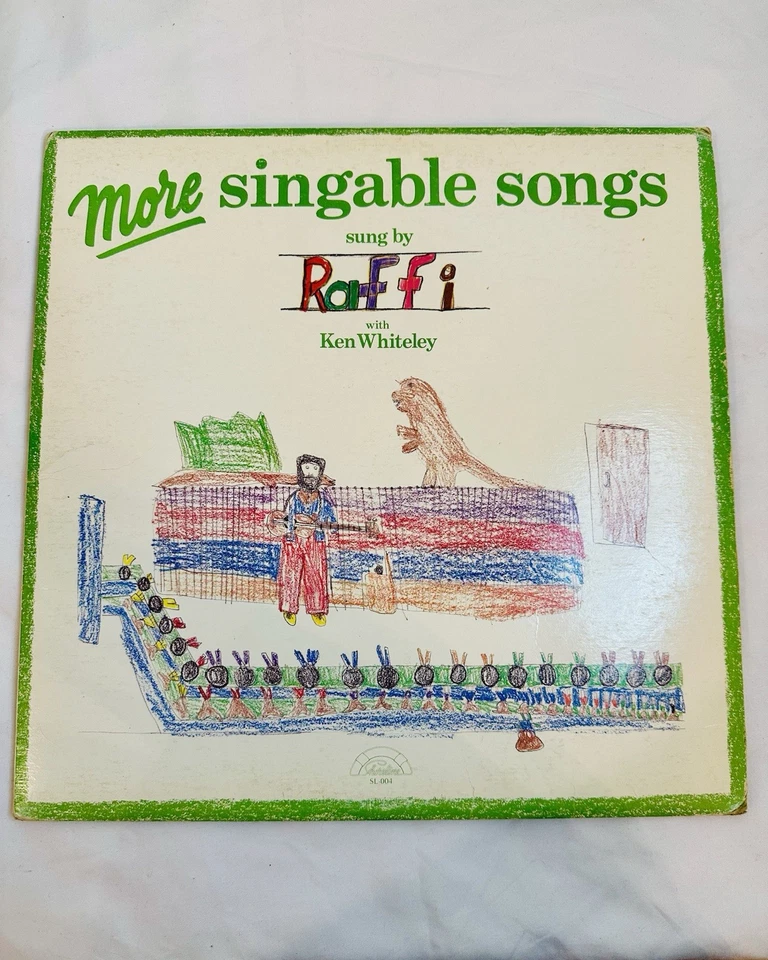 more singable songs
sung by
Raffi
with
Ken Whiteley
SL 004